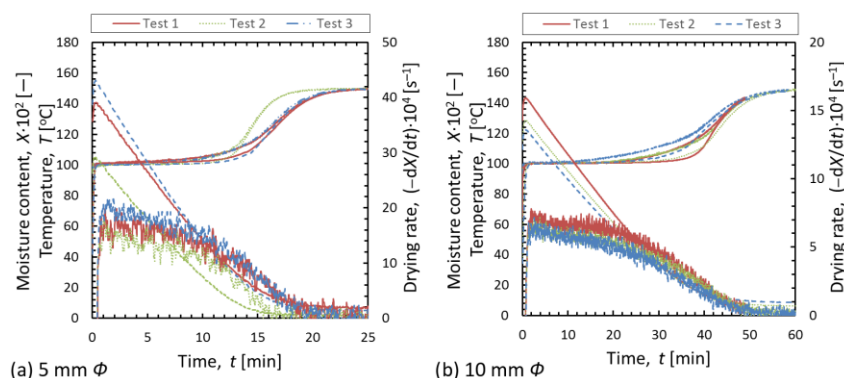 Test 1 Test 2 Test 3
Moisture content, X·10² [—]
Temperature, T [°C]
180
160
140
120
100
80
60
40
20
0
50
40
30
20
10
0
Drying rate, (−dX/dt)·10⁴ [s⁻¹]
0 5 10 15 20 25
Time, t [min]
(a) 5 mm Φ
Test 1 Test 2 Test 3
Moisture content, X·10² [—]
Temperature, T [°C]
180
160
140
120
100
80
60
40
20
0
20
15
10
5
0
Drying rate, (−dX/dt)·10⁴ [s⁻¹]
0 10 20 30 40 50 60
Time, t [min]
(b) 10 mm Φ